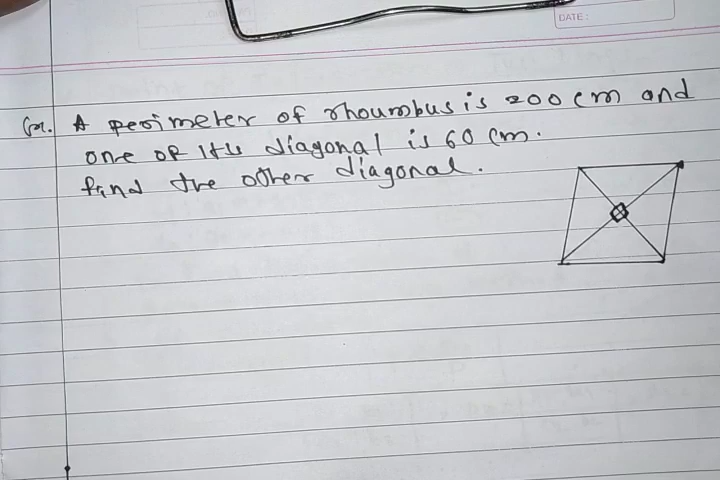 DATE :
Q1. A perimeter of rhoumbus is 200 cm and
one of its diagonal is 60 cm.
find the other diagonal.